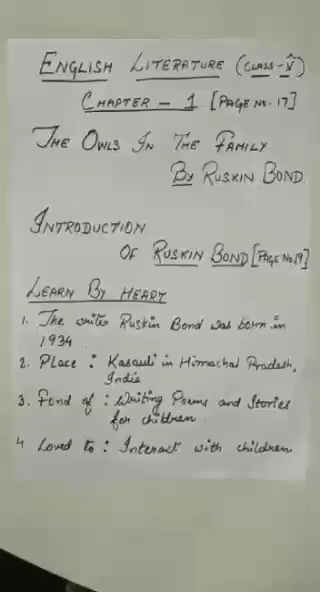 ENGLISH LITERATURE (CLASS-V)
CHAPTER - 1 [PAGE NO. 17]
THE OWLS IN THE FAMILY
BY RUSKIN BOND
INTRODUCTION
OF RUSKIN BOND [PAGE NO. 19]
LEARN BY HEART
1. The writer Ruskin Bond was born in
1934.
2. Place : Kasauli in Himachal Pradesh,
India
3. Fond of : Writing Poems and Stories
for children.
4 Loved to : Interact with children